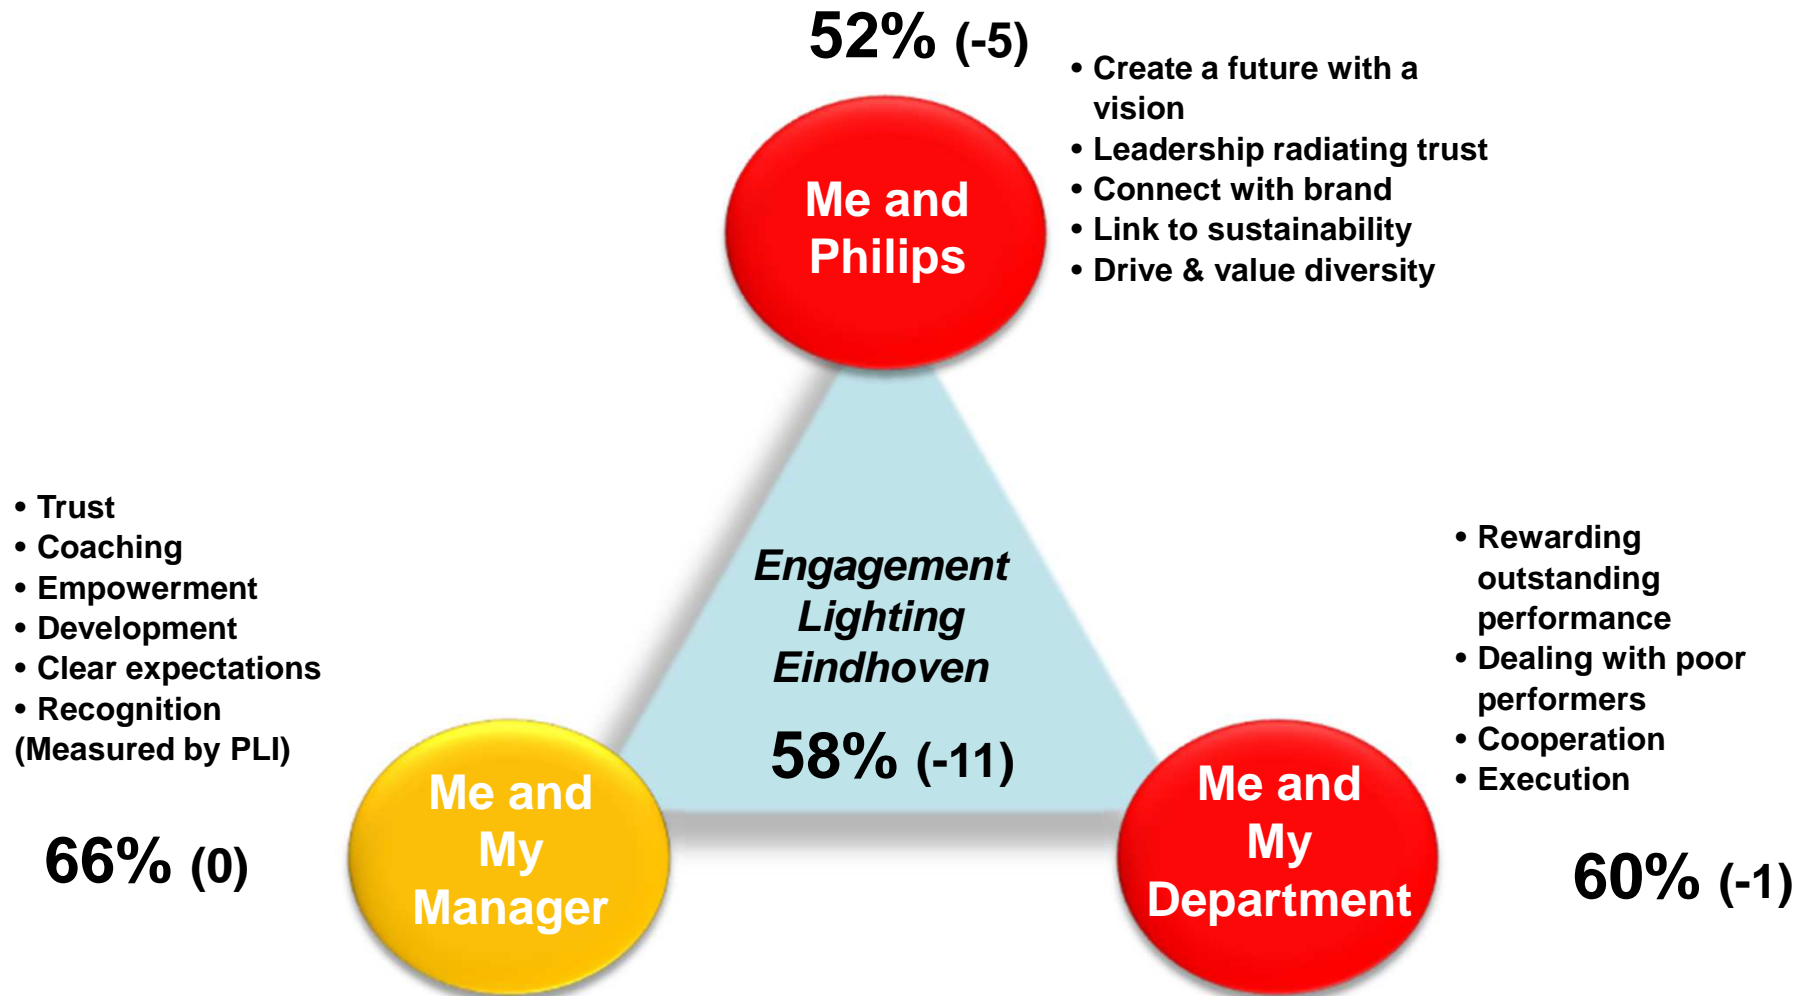 52% (-5)
• Create a future with a
vision
• Leadership radiating trust
• Connect with brand
• Link to sustainability
• Drive & value diversity
Me and
Philips
• Trust
• Coaching
• Empowerment
• Development
• Clear expectations
• Recognition
(Measured by PLI)
66% (0)
Me and
My
Manager
Engagement
Lighting
Eindhoven
58% (-11)
Me and
My
Department
• Rewarding
outstanding
performance
• Dealing with poor
performers
• Cooperation
• Execution
60% (-1)